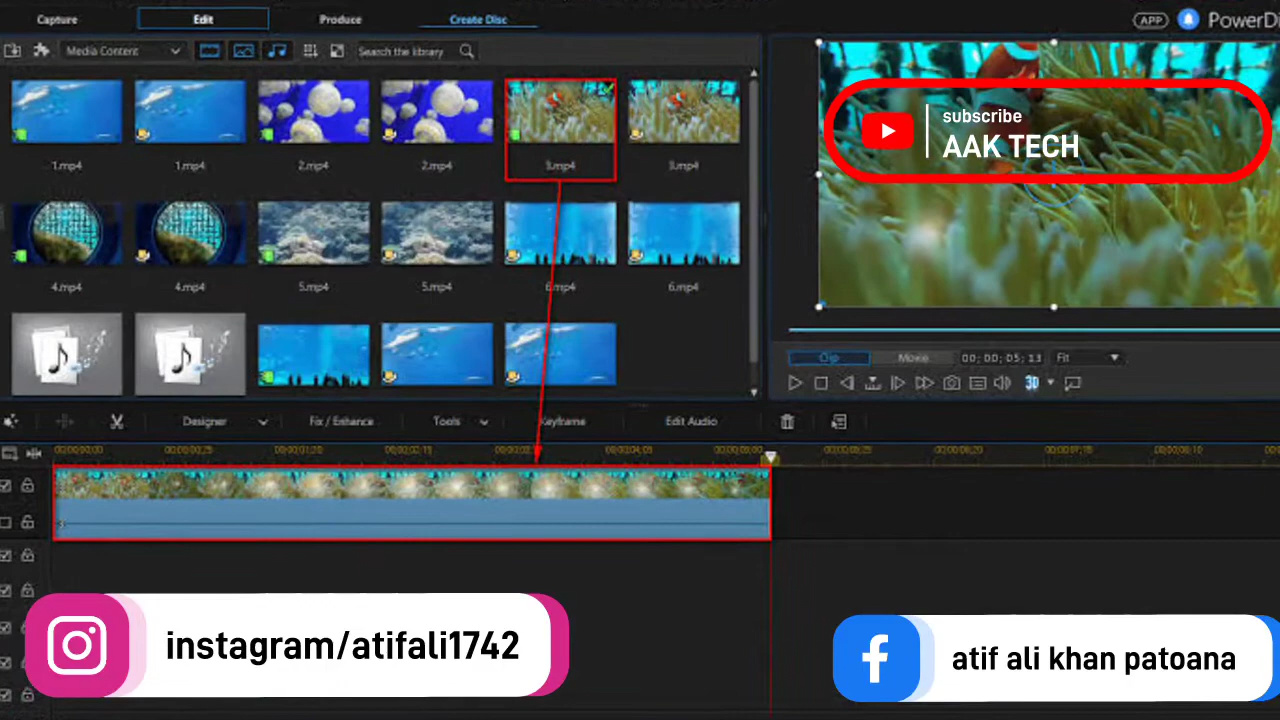 Capture Edit Produce Create Disc APP PowerDi
Media Content Search the library
1.mp4 1.mp4 2.mp4 2.mp4 3.mp4 3.mp4
4.mp4 4.mp4 5.mp4 5.mp4 6.mp4 6.mp4
subscribe
AAK TECH
Clip Movie 00; 00; 05; 13 Fit
3D
Designer Fix / Enhance Tools Keyframe Edit Audio
instagram/atifali1742
atif ali khan patoana